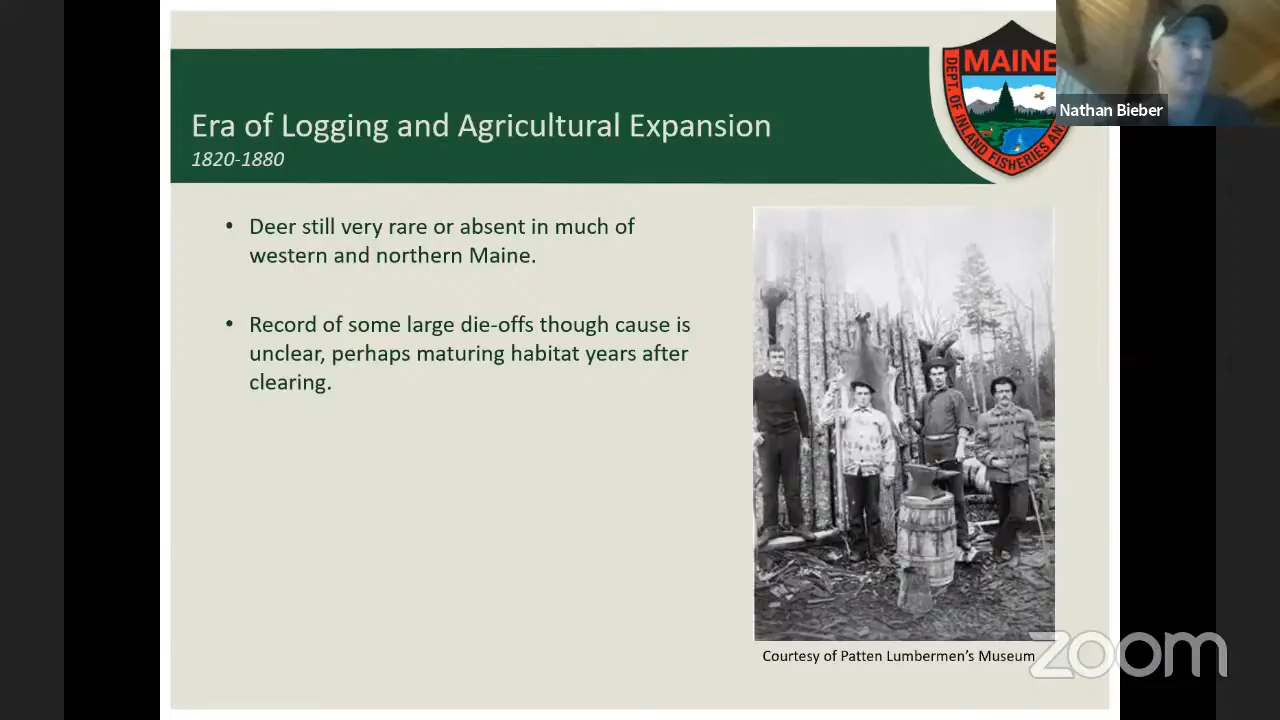 Era of Logging and Agricultural Expansion
1820-1880
MAINE
DEPT. OF INLAND FISHERIES AN
Nathan Bieber
• Deer still very rare or absent in much of
western and northern Maine.
• Record of some large die-offs though cause is
unclear, perhaps maturing habitat years after
clearing.
Courtesy of Patten Lumbermen's Museum
zoom